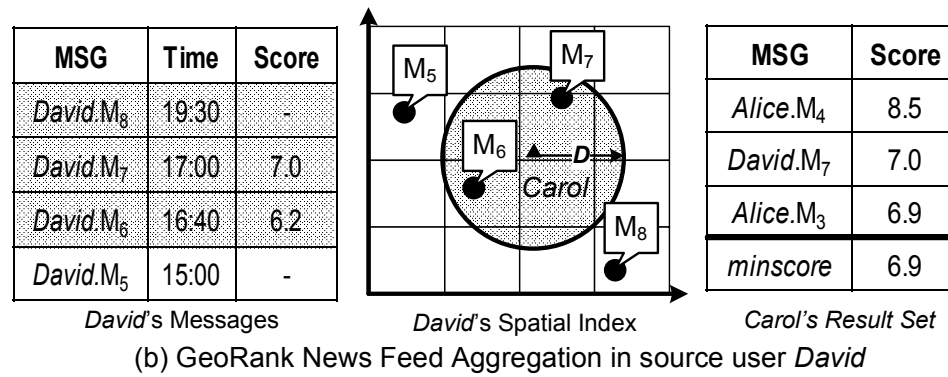 MSG Time Score
David.M8 19:30 -
David.M7 17:00 7.0
David.M6 16:40 6.2
David.M5 15:00 -
David's Messages
M5
M7
M6
D
Carol
M8
David's Spatial Index
MSG Score
Alice.M4 8.5
David.M7 7.0
Alice.M3 6.9
minscore 6.9
Carol's Result Set
(b) GeoRank News Feed Aggregation in source user David